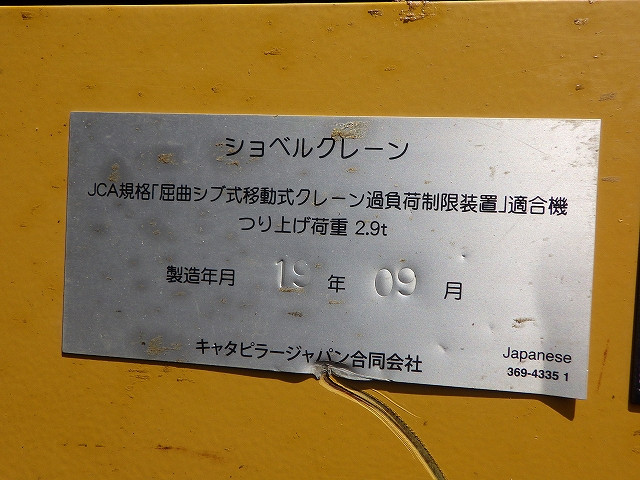 ショベルクレーン
JCA規格「屈曲ジブ式移動式クレーン過負荷制限装置」適合機
つり上げ荷重 2.9t
製造年月 19 年 09 月
キャタピラージャパン合同会社
Japanese
369-4335 1